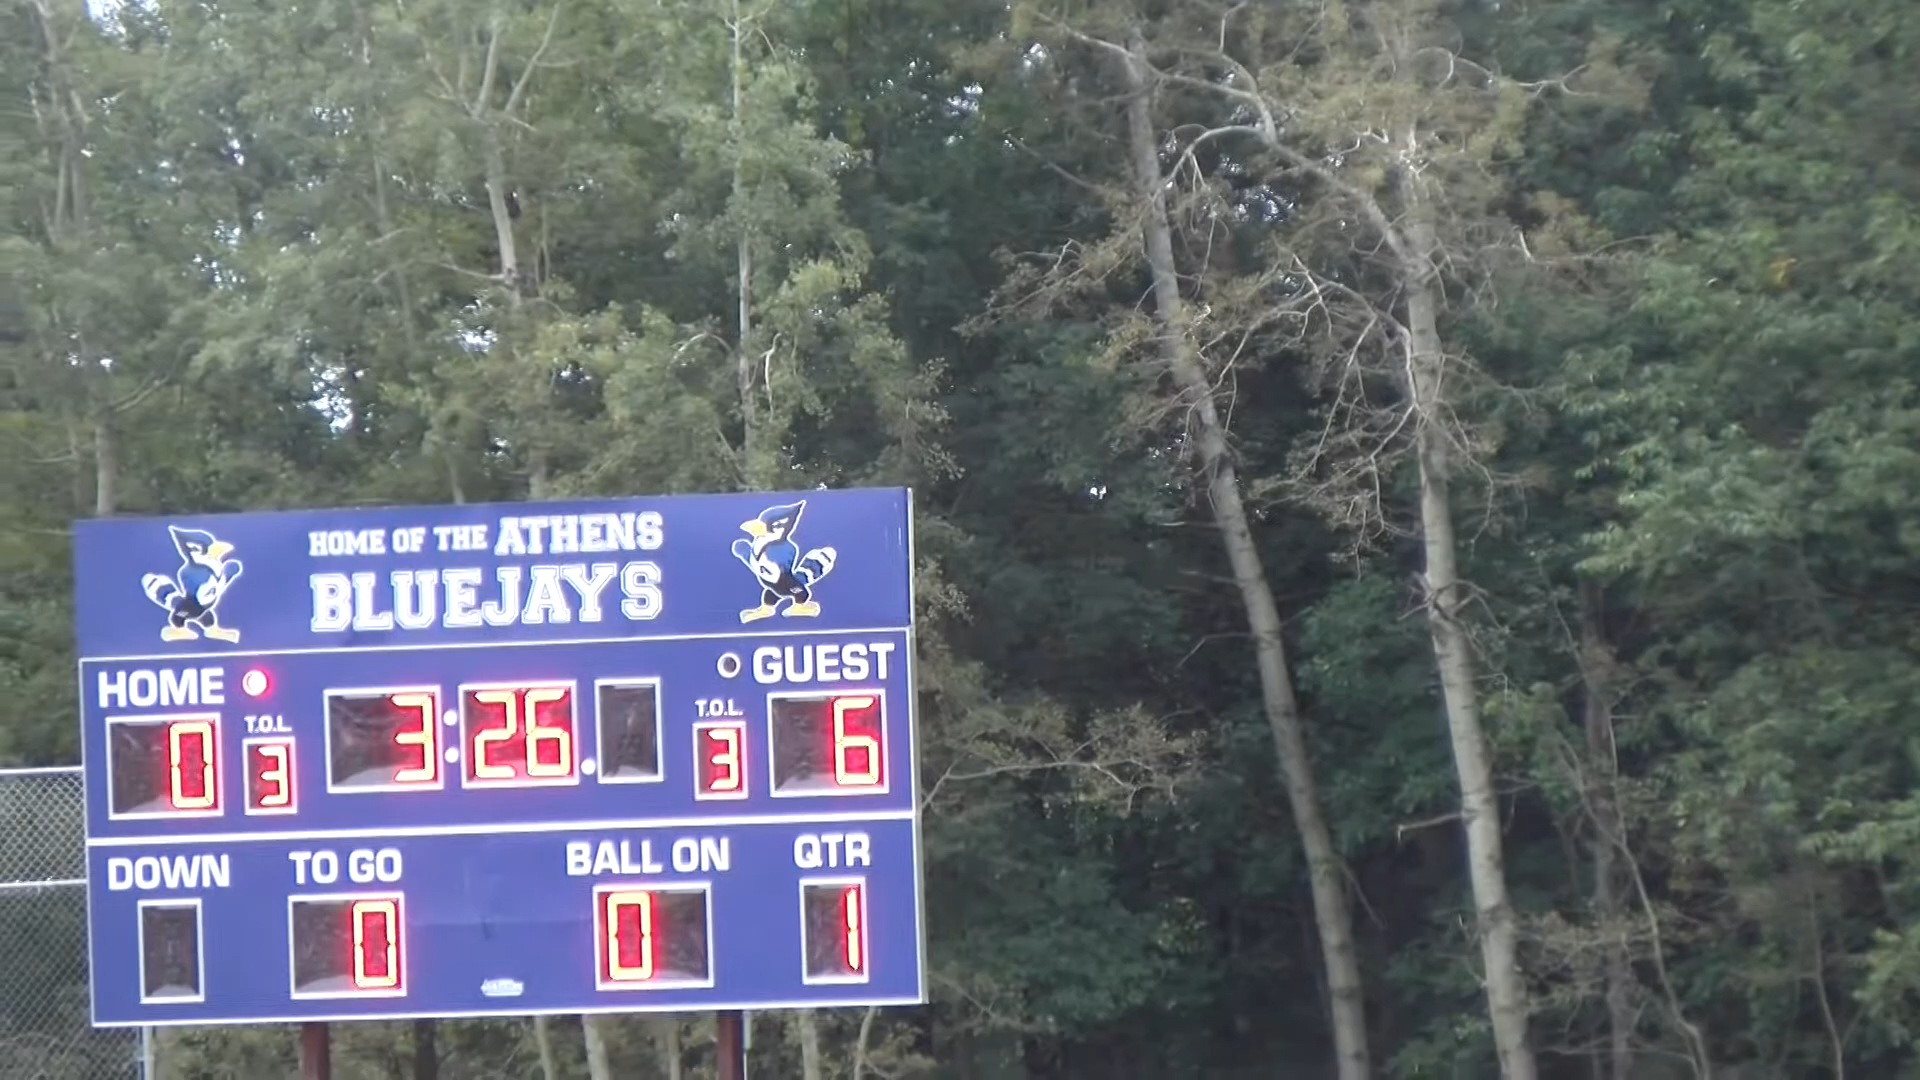 HOME OF THE ATHENS
BLUEJAYS
HOME GUEST
T.O.L. T.O.L.
0 3 3:26. 3 6
DOWN TO GO BALL ON QTR
0 0 1